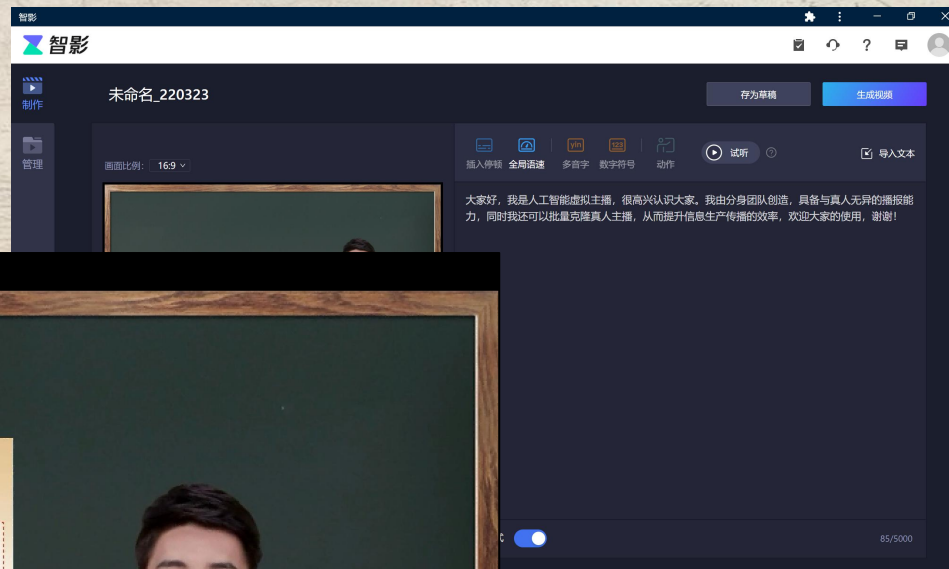 智影
智影
制作
未命名_220323
存为草稿
生成视频
管理
画面比例:
16:9
yin
123
插入停顿
全局语速
多音字
数字符号
动作
试听
导入文本
大家好，我是人工智能虚拟主播，很高兴认识大家。我由分身团队创造，具备与真人无异的播报能
力，同时我还可以批量克隆真人主播，从而提升信息生产传播的效率，欢迎大家的使用，谢谢！
85/5000